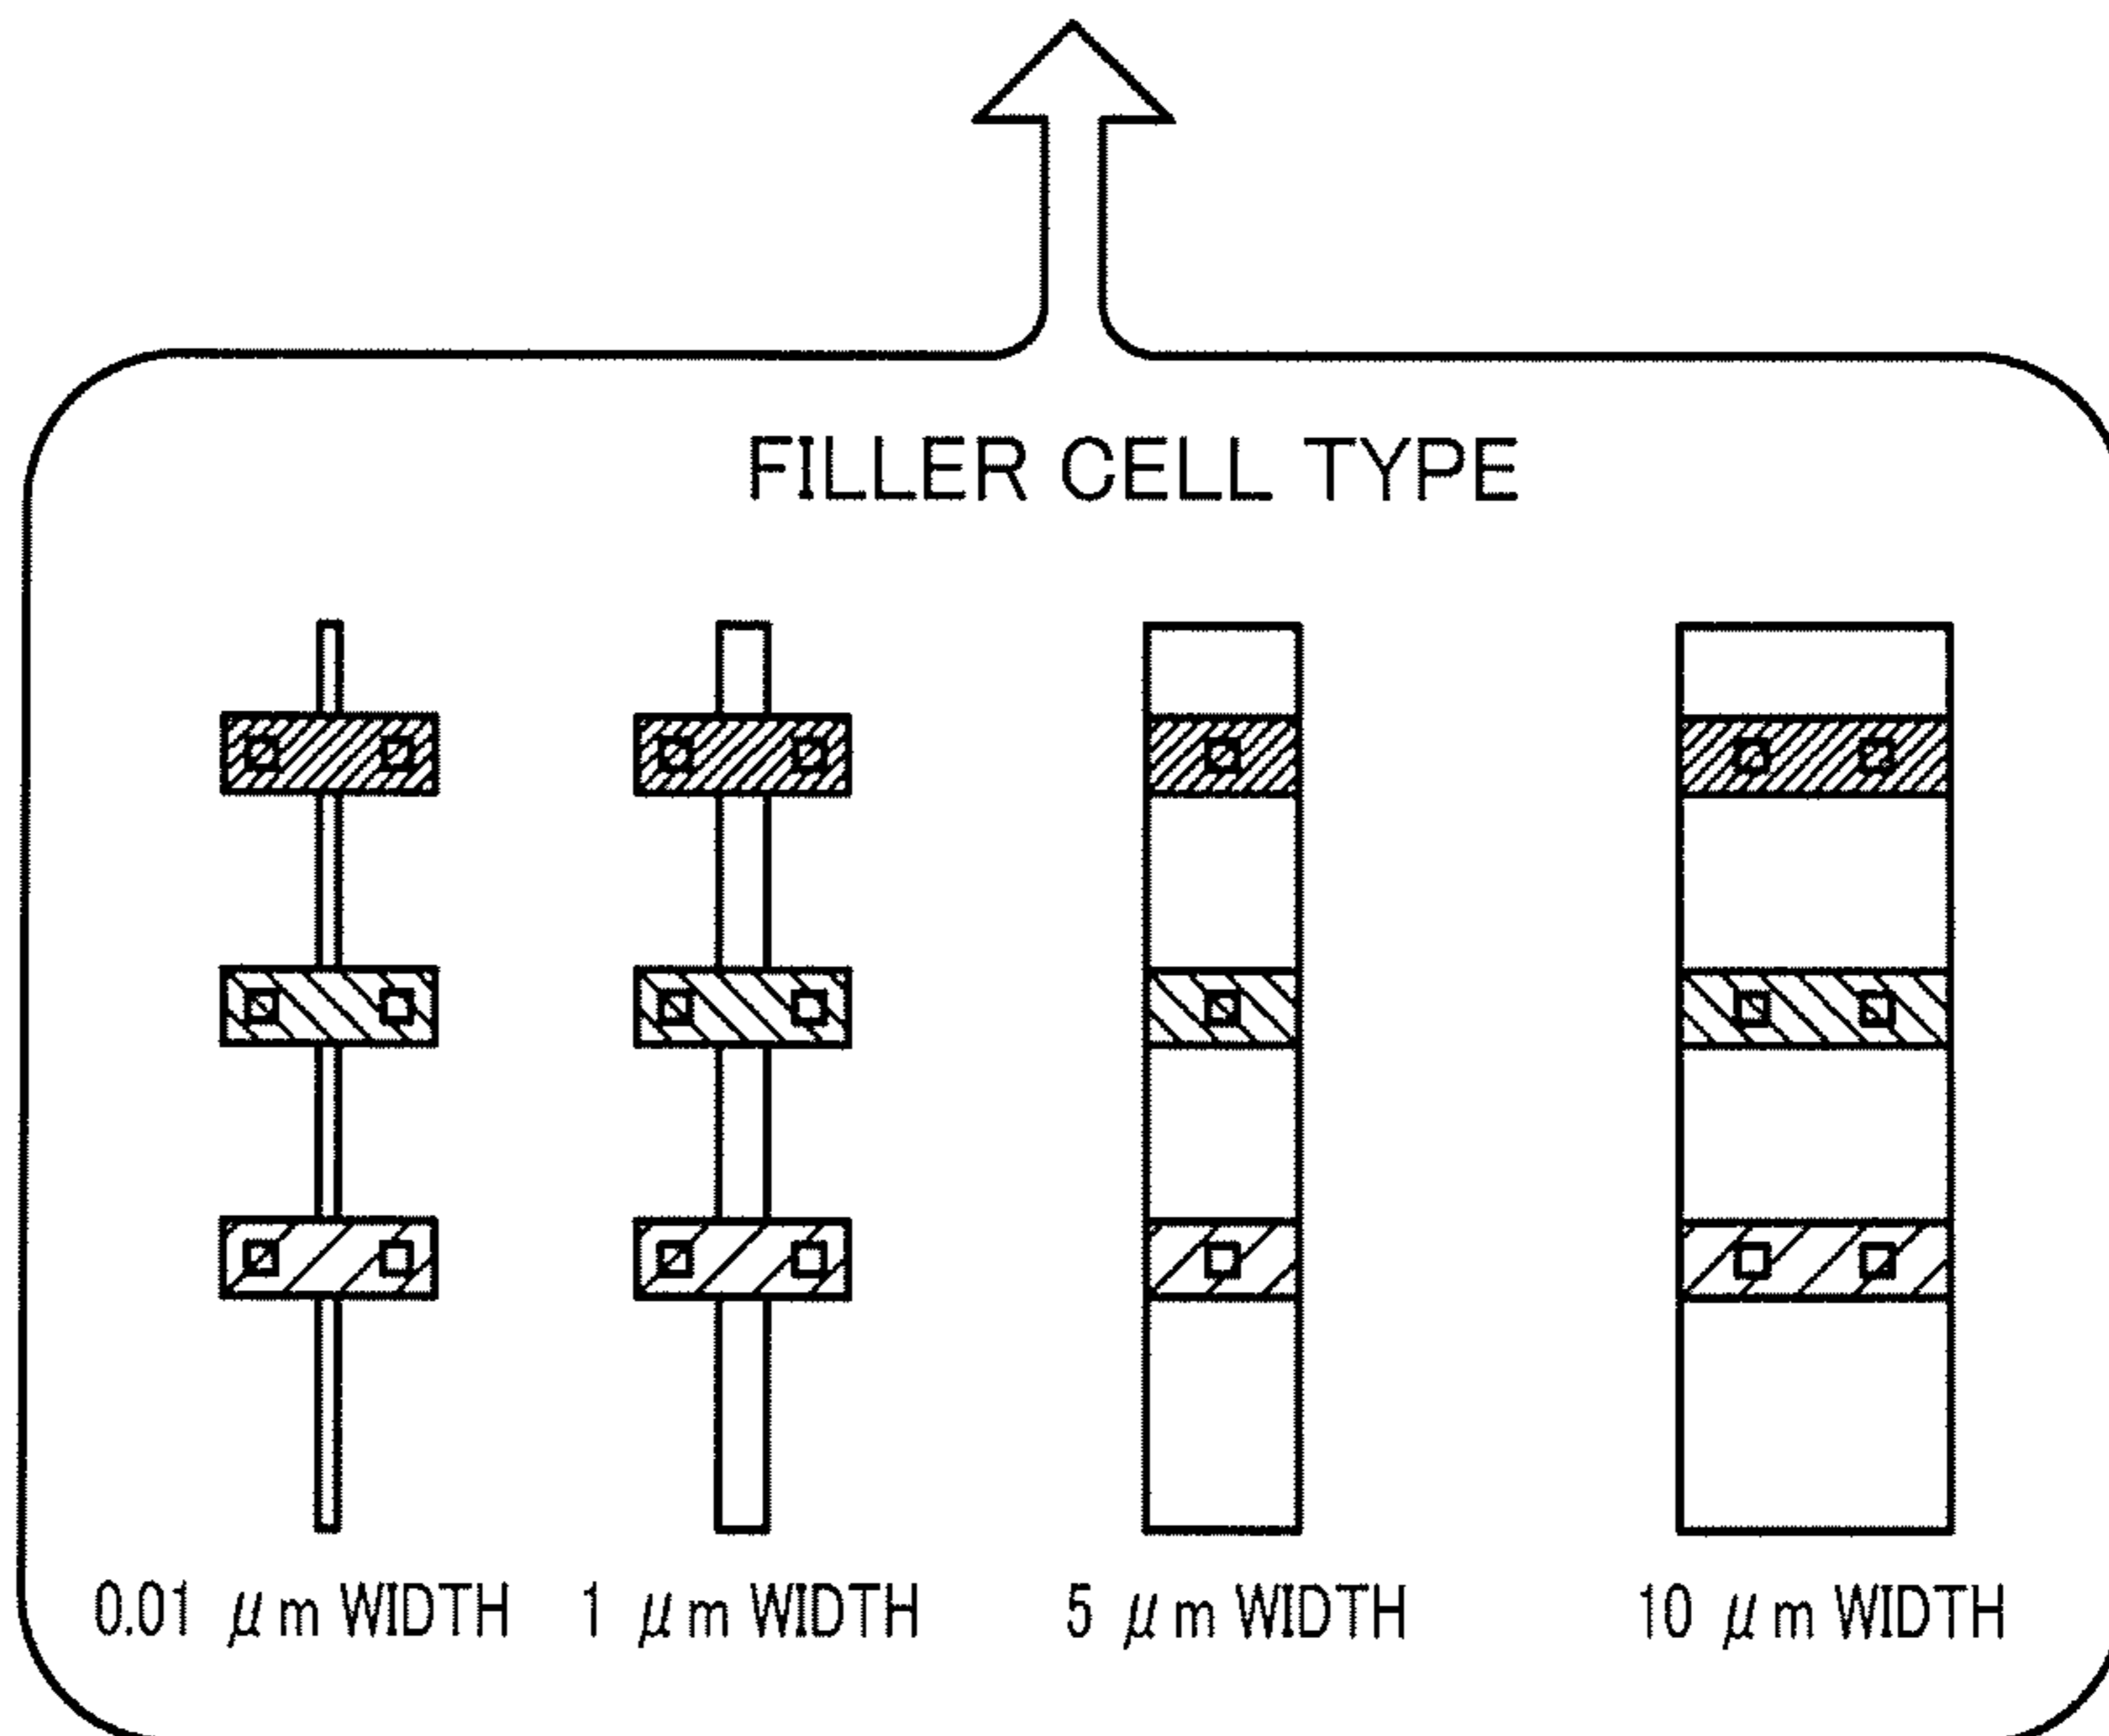 FILLER CELL TYPE
0.01 μm WIDTH 1 μm WIDTH 5 μm WIDTH 10 μm WIDTH